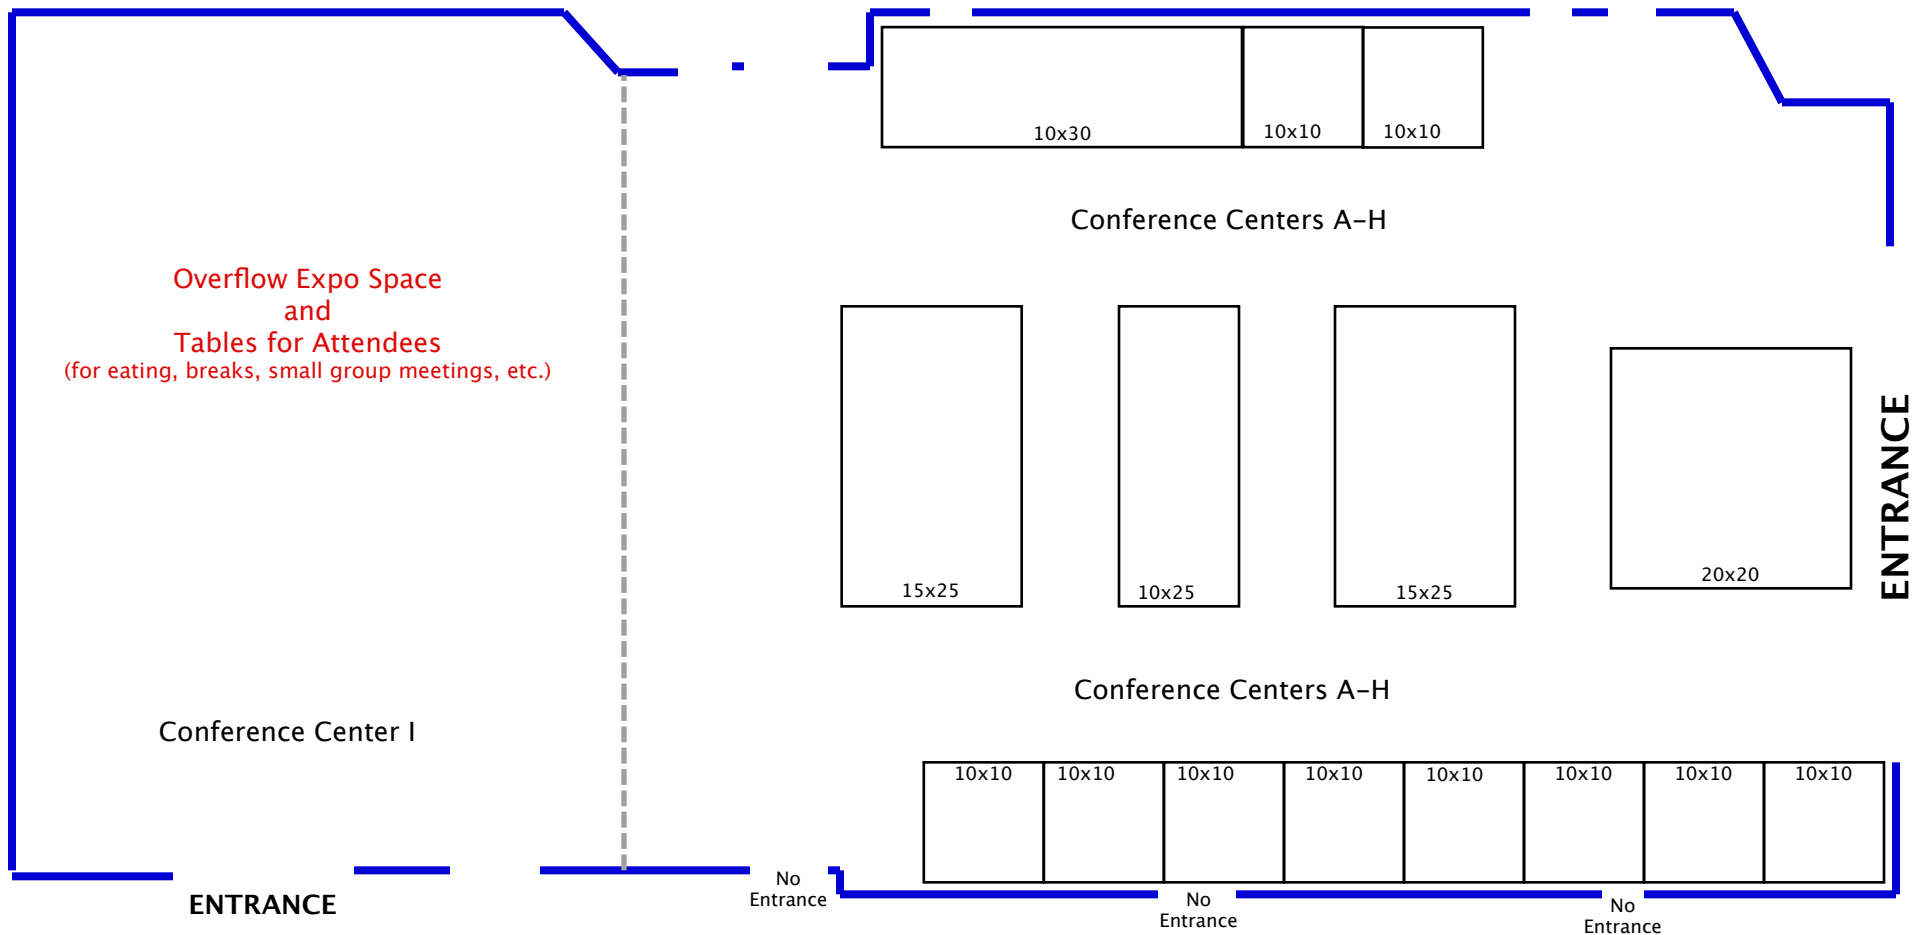 10x30
10x10
10x10
Conference Centers A–H
Overflow Expo Space
and
Tables for Attendees
(for eating, breaks, small group meetings, etc.)
15x25
10x25
15x25
20x20
ENTRANCE
Conference Centers A–H
Conference Center I
10x10
10x10
10x10
10x10
10x10
10x10
10x10
10x10
ENTRANCE
No
Entrance
No
Entrance
No
Entrance